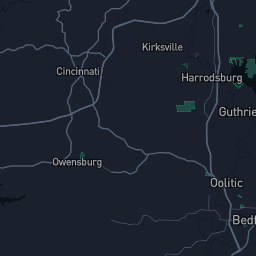 Kirksville
Cincinnati
Harrodsburg
Guthrie
Owensburg
Oolitic
Bedf